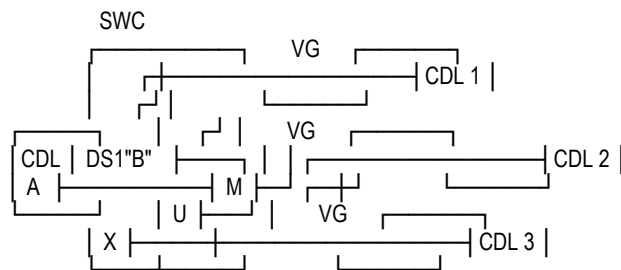 SWC
VG
CDL 1
VG
CDL DS1"B" CDL 2
A M
U VG
X CDL 3